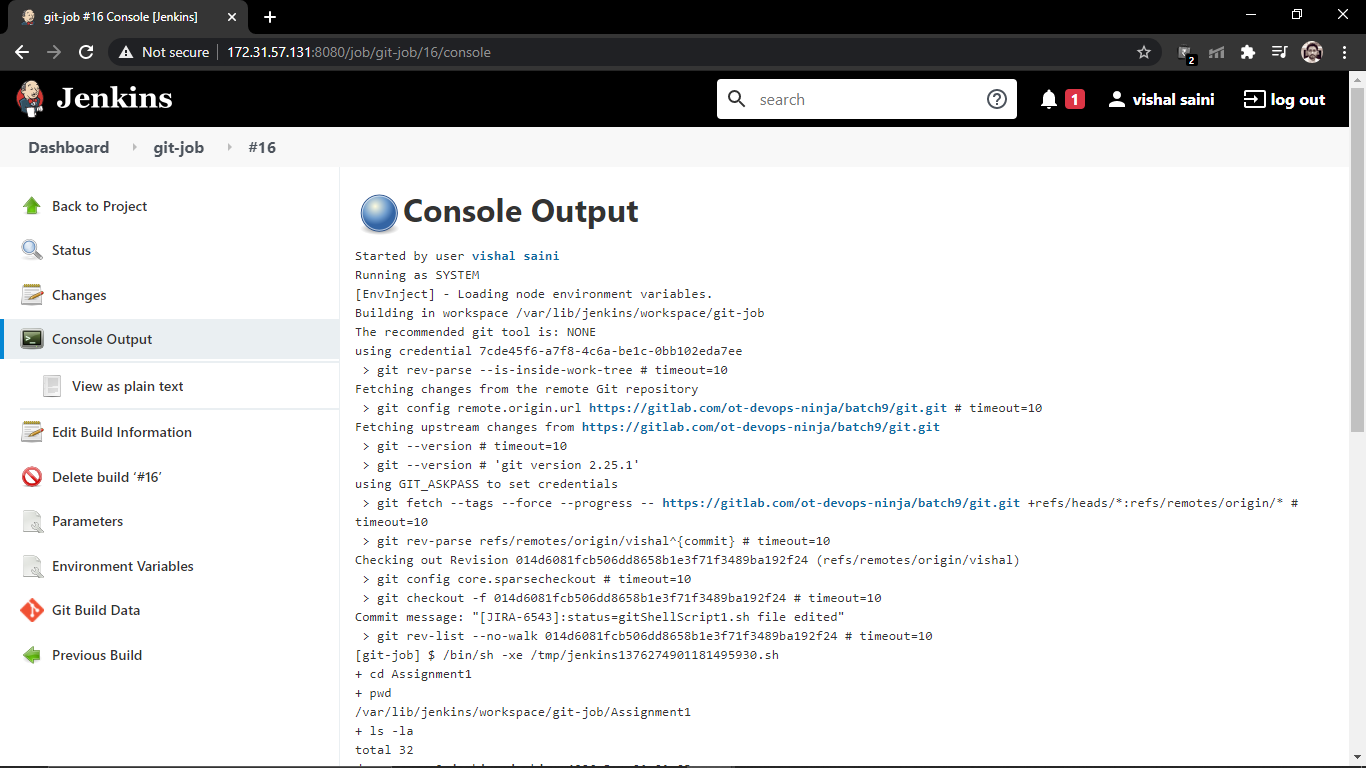 git-job #16 Console [Jenkins]
Not secure
172.31.57.131:8080/job/git-job/16/console
2
Jenkins
search
1
vishal saini
log out
Dashboard
git-job
#16
Back to Project
Status
Changes
Console Output
View as plain text
Edit Build Information
Delete build ‘#16’
Parameters
Environment Variables
Git Build Data
Previous Build
Console Output
Started by user vishal saini
Running as SYSTEM
[EnvInject] - Loading node environment variables.
Building in workspace /var/lib/jenkins/workspace/git-job
The recommended git tool is: NONE
using credential 7cde45f6-a7f8-4c6a-be1c-0bb102eda7ee
> git rev-parse --is-inside-work-tree # timeout=10
Fetching changes from the remote Git repository
> git config remote.origin.url https://gitlab.com/ot-devops-ninja/batch9/git.git # timeout=10
Fetching upstream changes from https://gitlab.com/ot-devops-ninja/batch9/git.git
> git --version # timeout=10
> git --version # 'git version 2.25.1'
using GIT_ASKPASS to set credentials
> git fetch --tags --force --progress -- https://gitlab.com/ot-devops-ninja/batch9/git.git +refs/heads/*:refs/remotes/origin/* #
timeout=10
> git rev-parse refs/remotes/origin/vishal^{commit} # timeout=10
Checking out Revision 014d6081fcb506dd8658b1e3f71f3489ba192f24 (refs/remotes/origin/vishal)
> git config core.sparsecheckout # timeout=10
> git checkout -f 014d6081fcb506dd8658b1e3f71f3489ba192f24 # timeout=10
Commit message: "[JIRA-6543]:status=gitShellScript1.sh file edited"
> git rev-list --no-walk 014d6081fcb506dd8658b1e3f71f3489ba192f24 # timeout=10
[git-job] $ /bin/sh -xe /tmp/jenkins1376274901181495930.sh
+ cd Assignment1
+ pwd
/var/lib/jenkins/workspace/git-job/Assignment1
+ ls -la
total 32